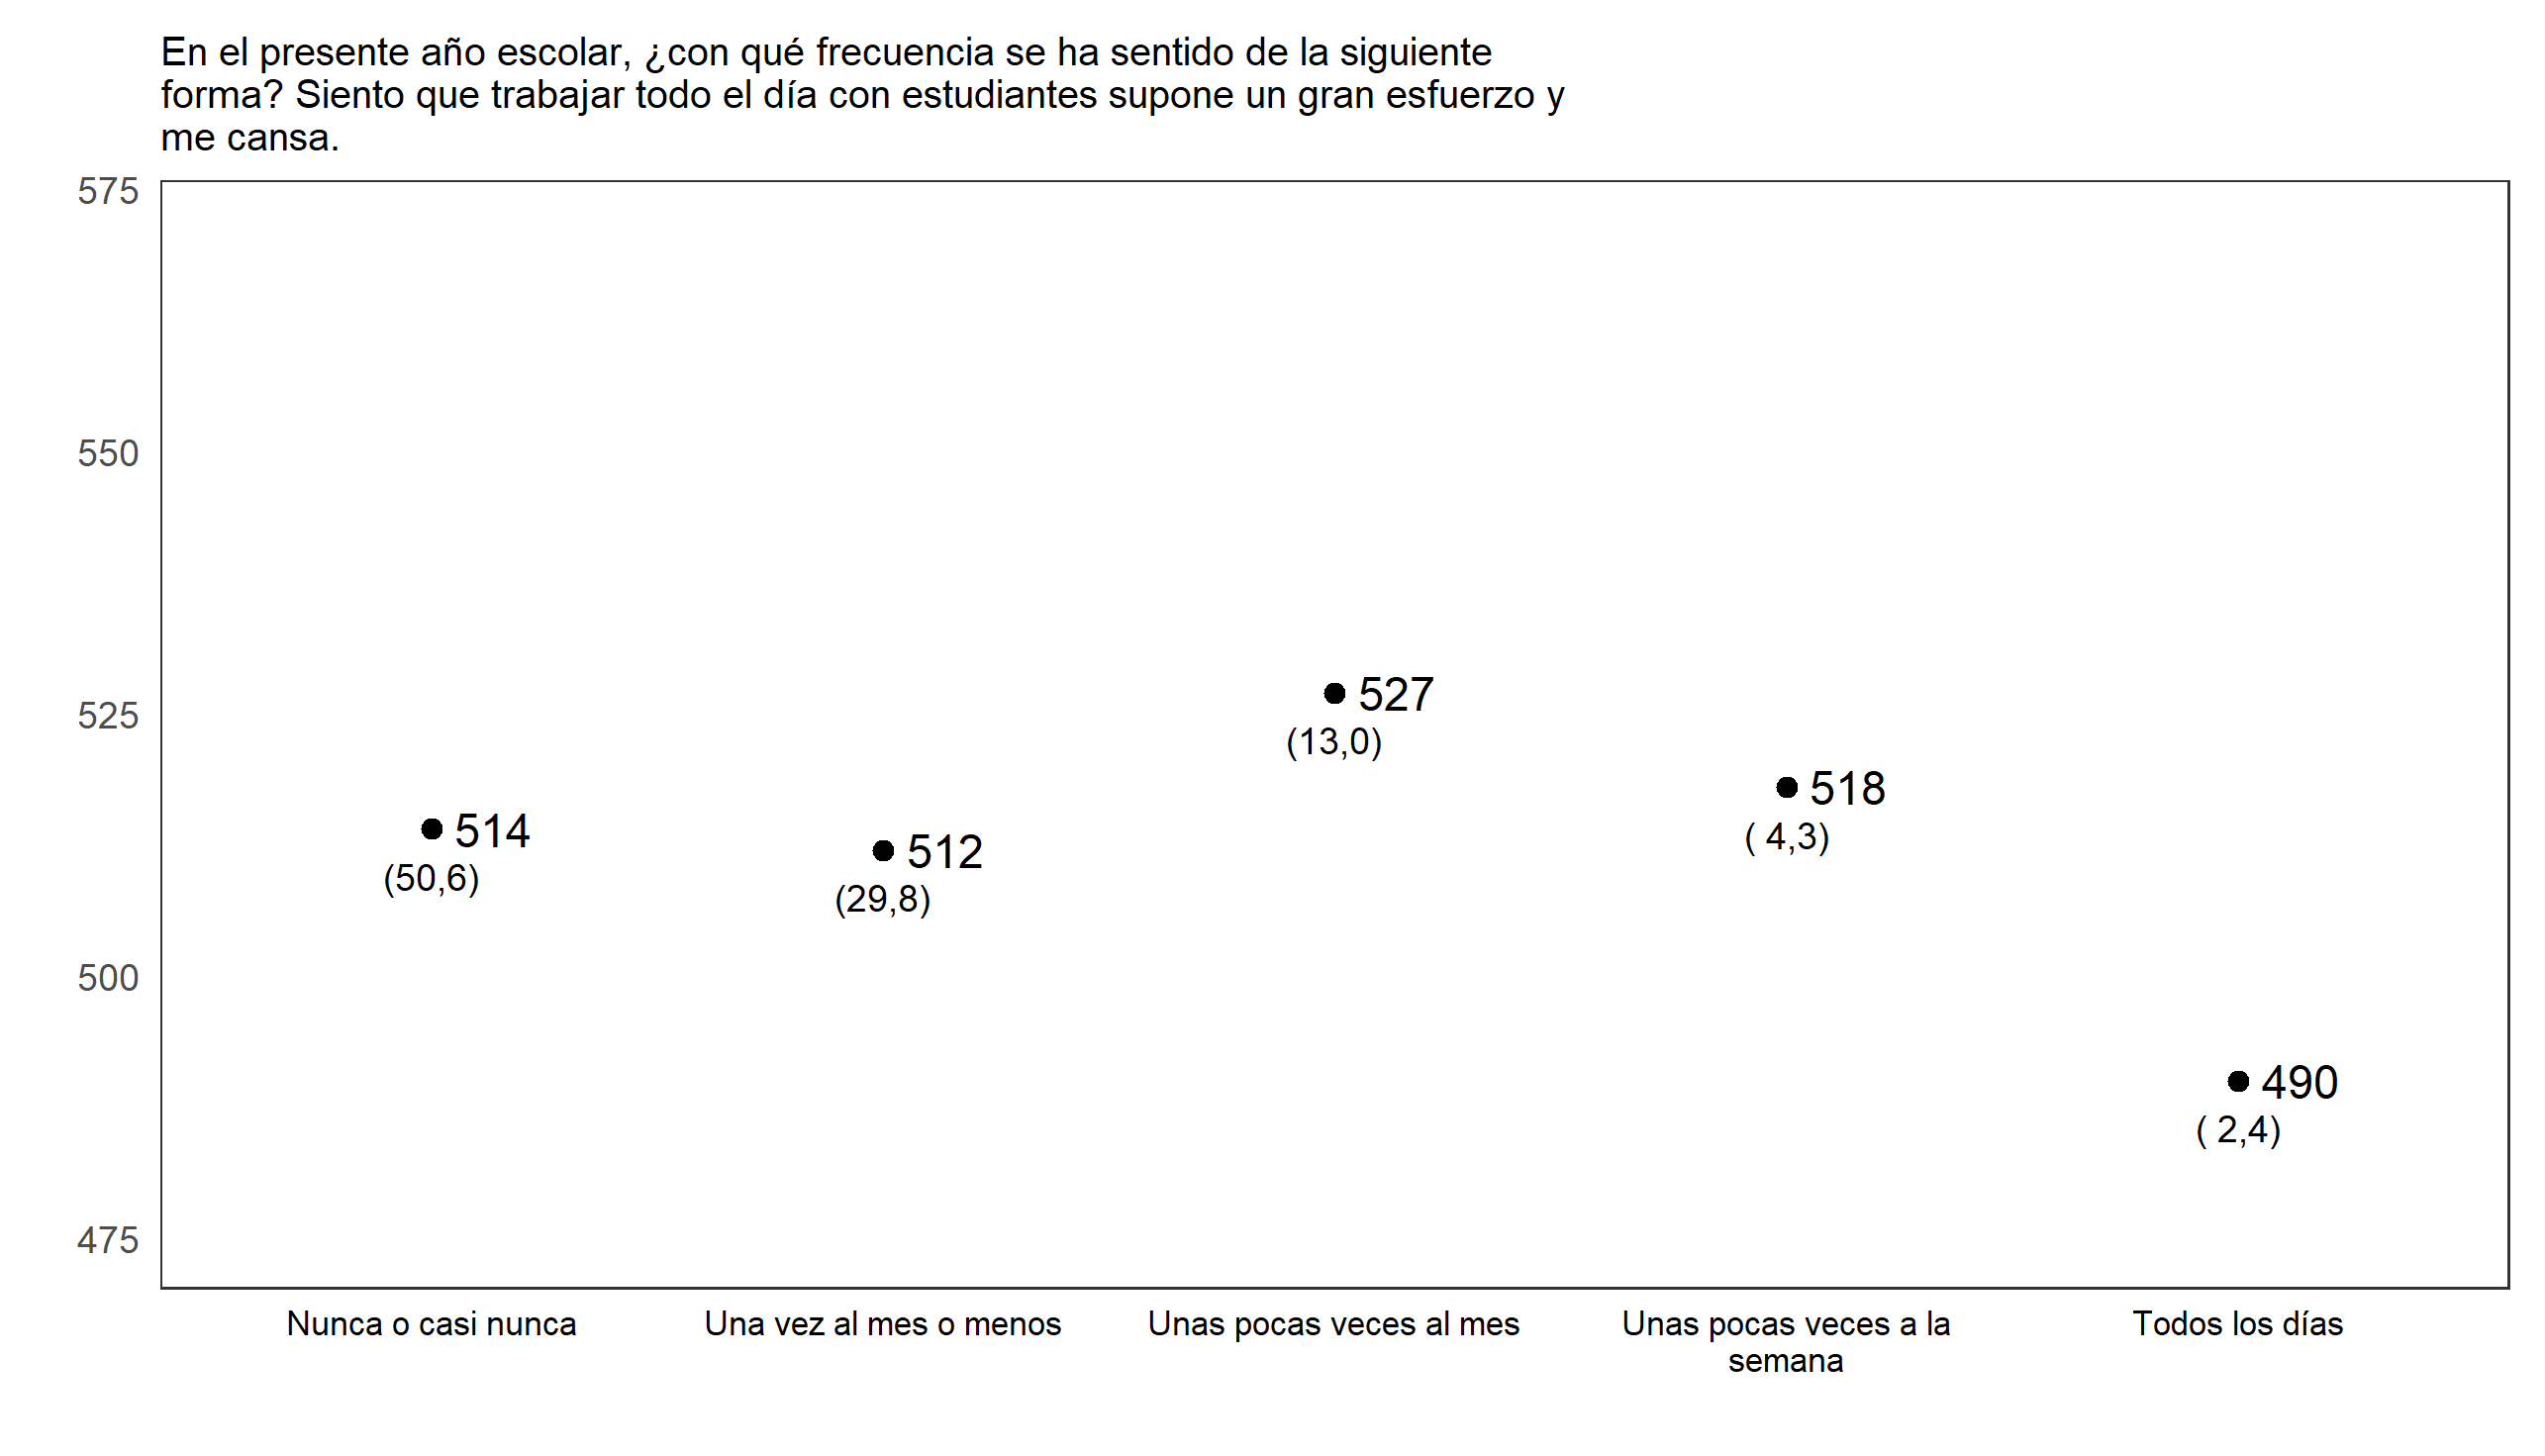 En el presente año escolar, ¿con qué frecuencia se ha sentido de la siguiente
forma? Siento que trabajar todo el día con estudiantes supone un gran esfuerzo y
me cansa.
575
550
525
500
475
527
(13,0)
518
( 4,3)
514
(50,6)
512
(29,8)
490
( 2,4)
Nunca o casi nunca
Una vez al mes o menos
Unas pocas veces al mes
Unas pocas veces a la
semana
Todos los días